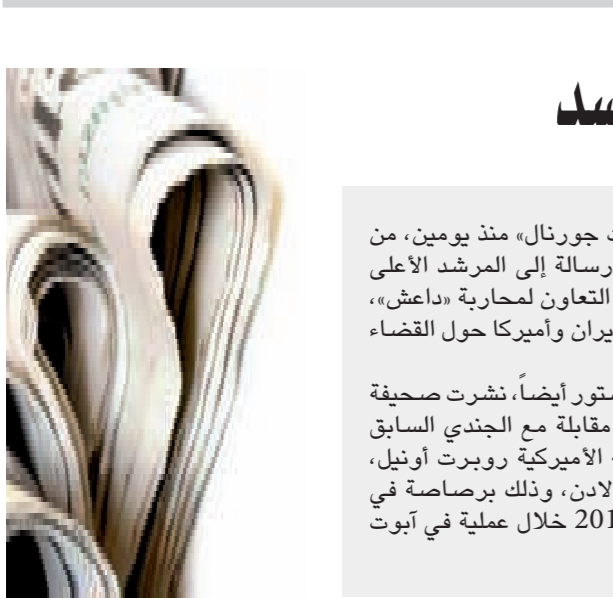 سد
د جورنال» منذ يومين، من
رسالة إلى المرشد الأعلى
التعاون لمحاربة «داعش»،
يران وأميركا حول القضاء
ستور أيضاً، نشرت صحيفة
مقابلة مع الجندي السابق
الأميركية روبرت أونيل،
لادن، وذلك برصاصة في
201 خلال عملية في آبوت